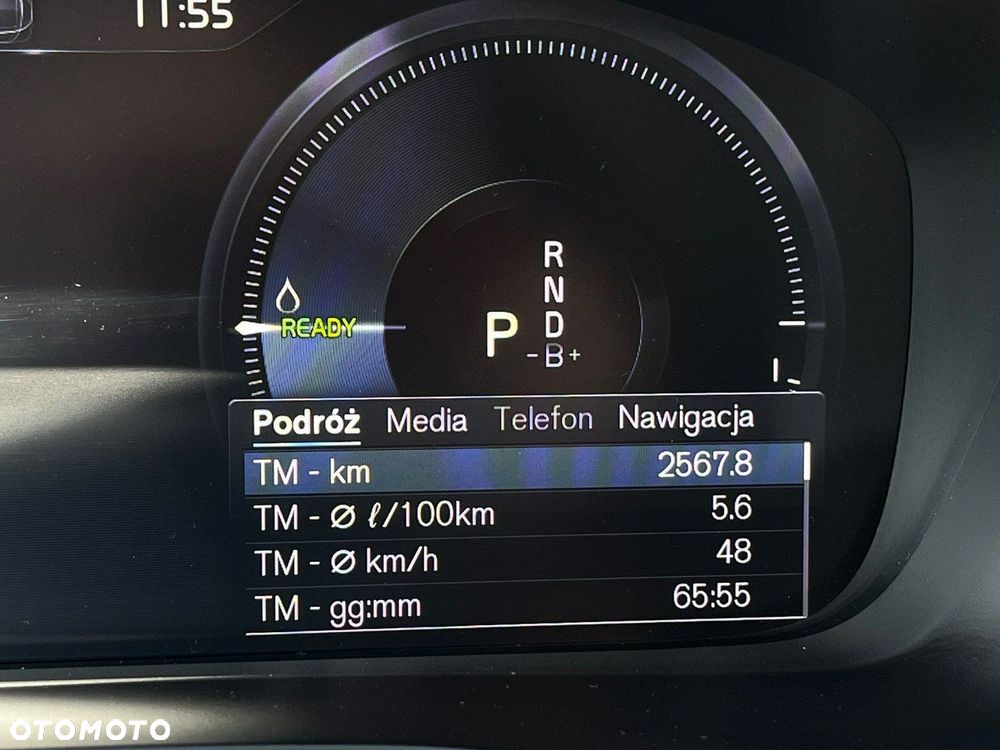 11:55
R
N
READY
P
D
-B+
Podróż Media Telefon Nawigacja
TM - km 2567.8
TM - Ø ℓ/100km 5.6
TM - Ø km/h 48
TM - gg:mm 65:55
OTOMOTO